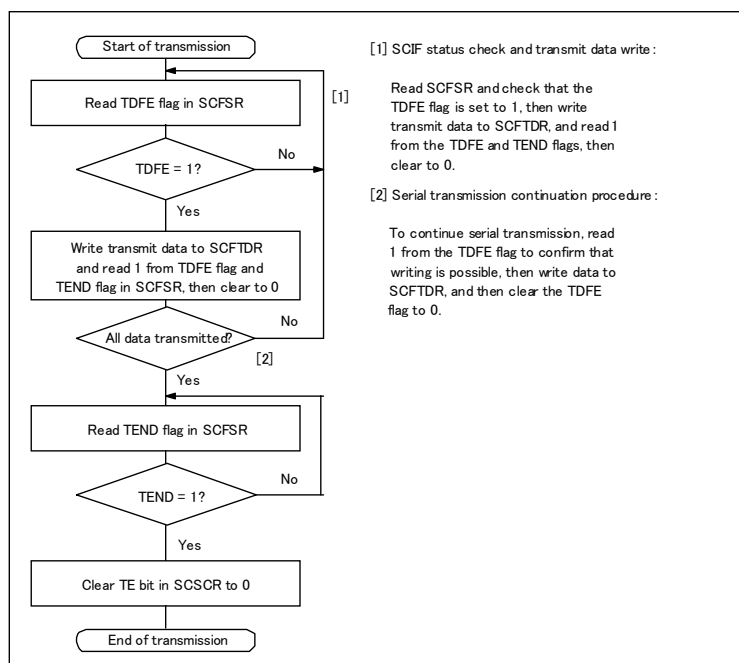 Start of transmission
Read TDFE flag in SCFSR
[1]
TDFE = 1?
No
Yes
Write transmit data to SCFTDR
and read 1 from TDFE flag and
TEND flag in SCFSR, then clear to 0
All data transmitted?
No
[2]
Yes
Read TEND flag in SCFSR
TEND = 1?
No
Yes
Clear TE bit in SCSCR to 0
End of transmission
[1] SCIF status check and transmit data write:
Read SCFSR and check that the
TDFE flag is set to 1, then write
transmit data to SCFTDR, and read 1
from the TDFE and TEND flags, then
clear to 0.
[2] Serial transmission continuation procedure:
To continue serial transmission, read
1 from the TDFE flag to confirm that
writing is possible, then write data to
SCFTDR, and then clear the TDFE
flag to 0.